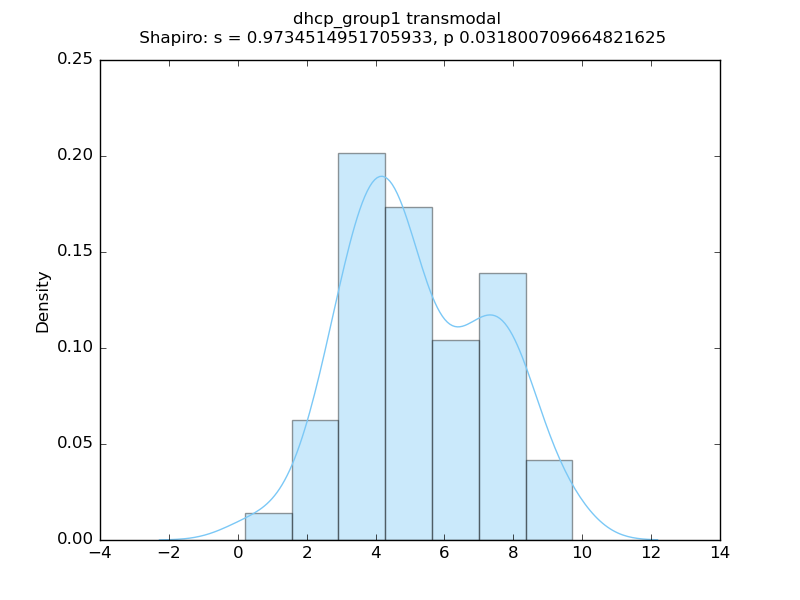 dhcp_group1 transmodal
Shapiro: s = 0.9734514951705933, p 0.031800709664821625
0.25
0.20
0.15
0.10
0.05
0.00
Density
−4 −2 0 2 4 6 8 10 12 14